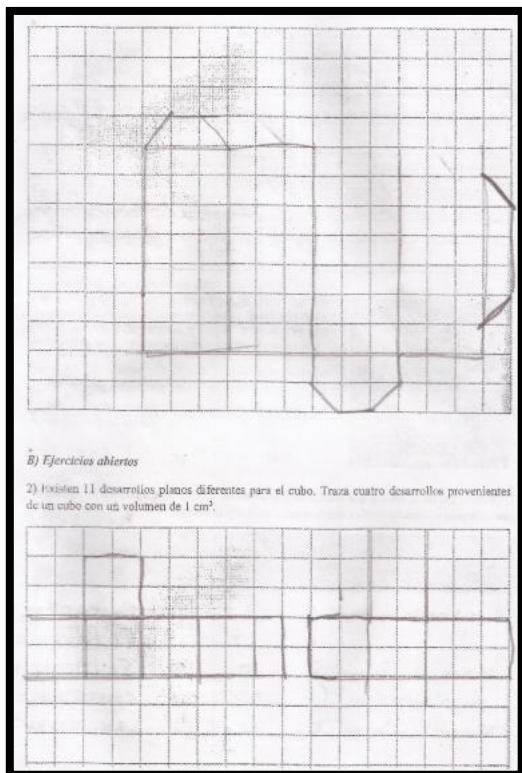 B) Ejercicios abiertos
2) Existen 11 desarrollos planos diferentes para el cubo. Traza cuatro desarrollos provenientes
de un cubo con un volumen de 1 cm³.